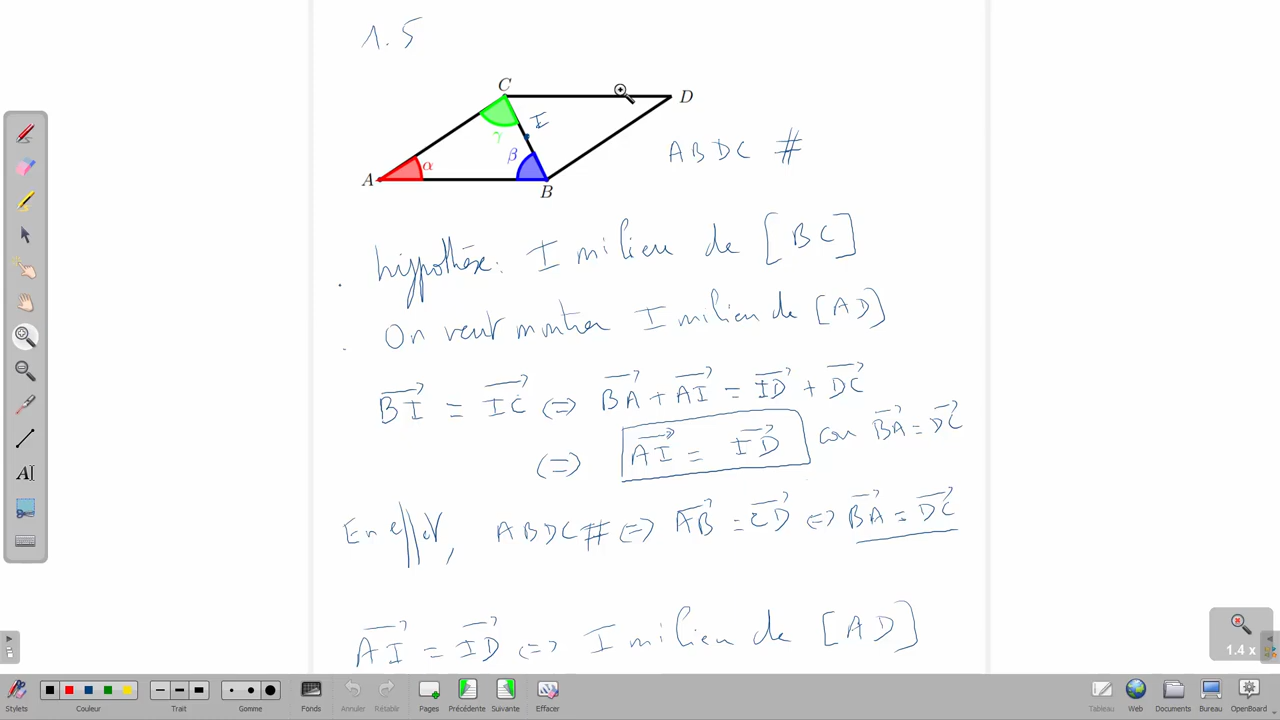 1.5
C
D
I
γ
β
α
A
B
ABDC #
hypothèse: I milieu de [BC]
On veut montrer I milieu de [AD]
BI→ = IC→ ⇔ BA→ + AI→ = ID→ + DC→
⇔ AI→ = ID→ car BA→ = DC→
En effet, ABDC # ⇔ AB→ = CD→ ⇔ BA→ = DC→
AI→ = ID→ ⇔ I milieu de [AD]
1.4 x
Stylets Couleur Trait Gomme Fonds Annuler Rétablir Pages Précédente Suivante Effacer Tableau Web Documents Bureau OpenBoard